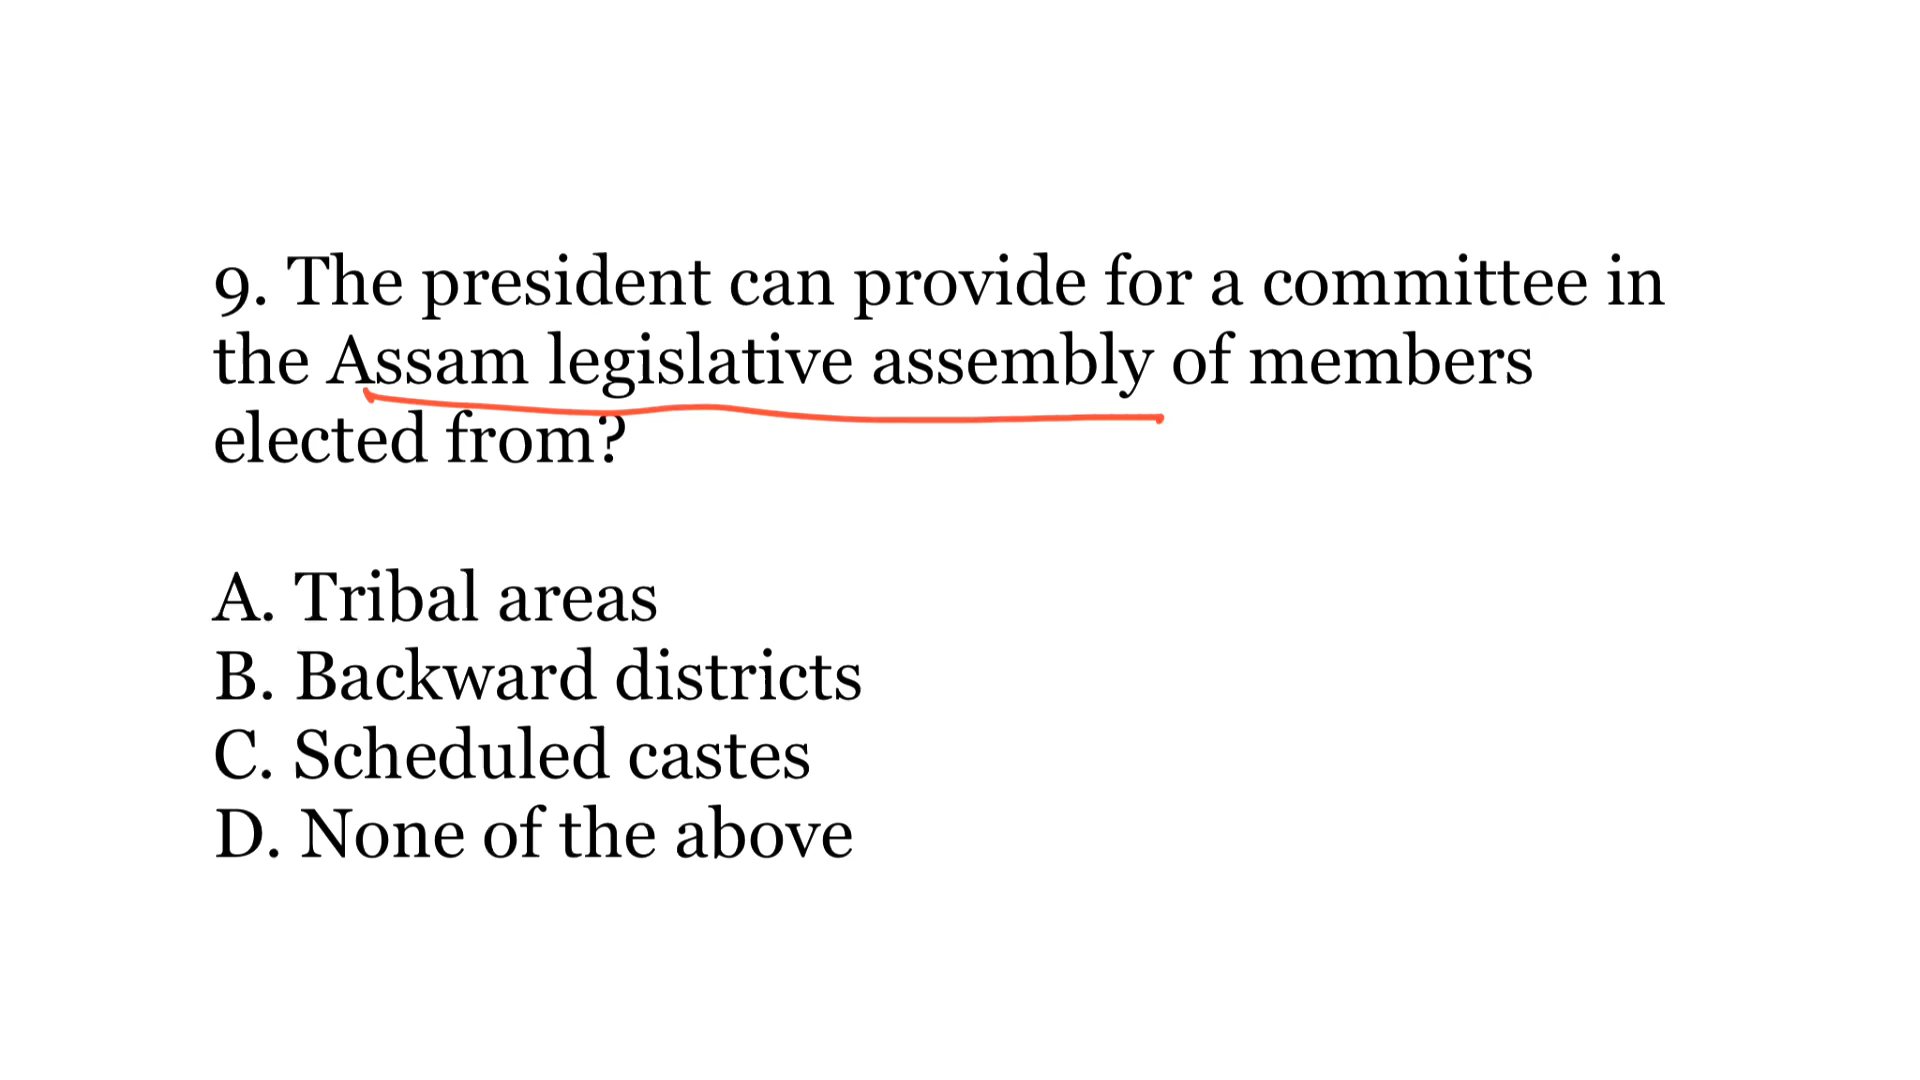 9. The president can provide for a committee in
the Assam legislative assembly of members
elected from?
A. Tribal areas
B. Backward districts
C. Scheduled castes
D. None of the above